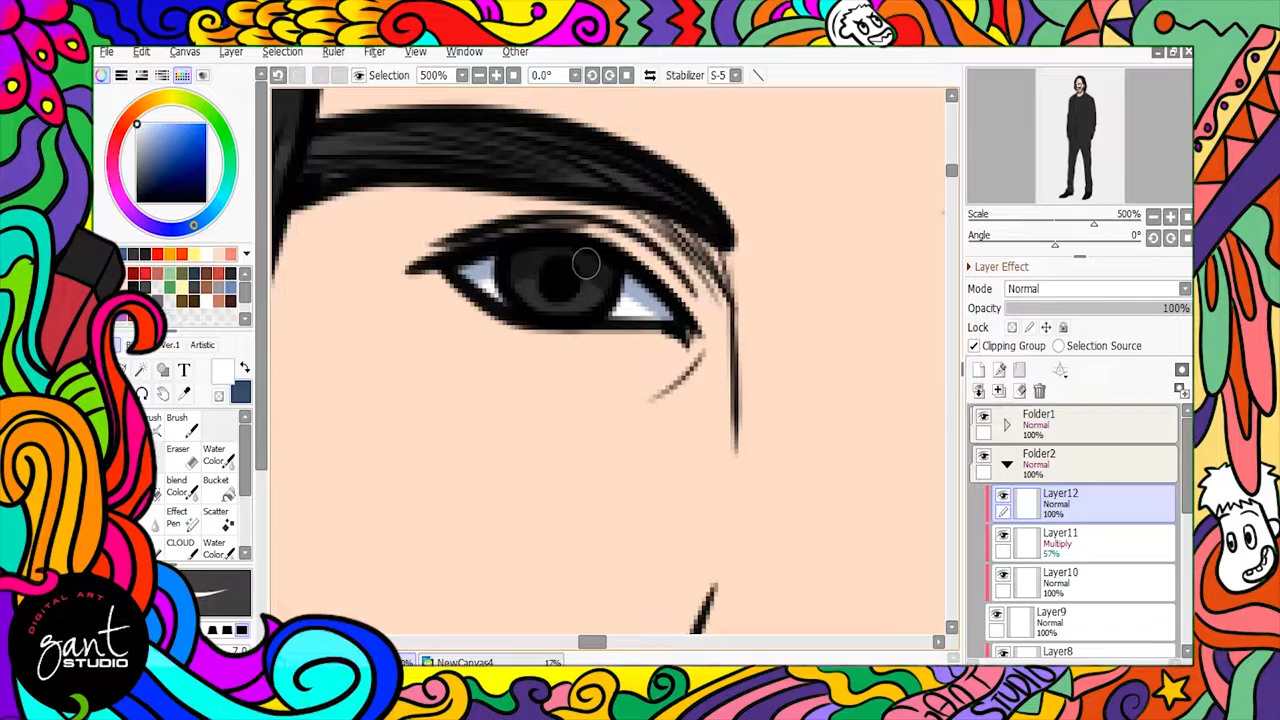 File Edit Canvas Layer Selection Ruler Filter View Window Other
Selection 500% 0.0° Stabilizer S-5
Scale 500%
Angle 0°
Layer Effect
Mode Normal
Opacity 100%
Lock
Clipping Group Selection Source
Folder1
Normal
100%
Folder2
Normal
100%
Layer12
Normal
100%
Layer11
Multiply
57%
Layer10
Normal
100%
Layer9
Normal
100%
Layer8
Ver.1 Artistic
T
Brush
Eraser Water
Color
blend
Color Bucket
Effect
Pen Scatter
CLOUD Water
Color
NewCanvas4 17%
DIGITAL ART
gant
STUDIO
GANT
STUDIO